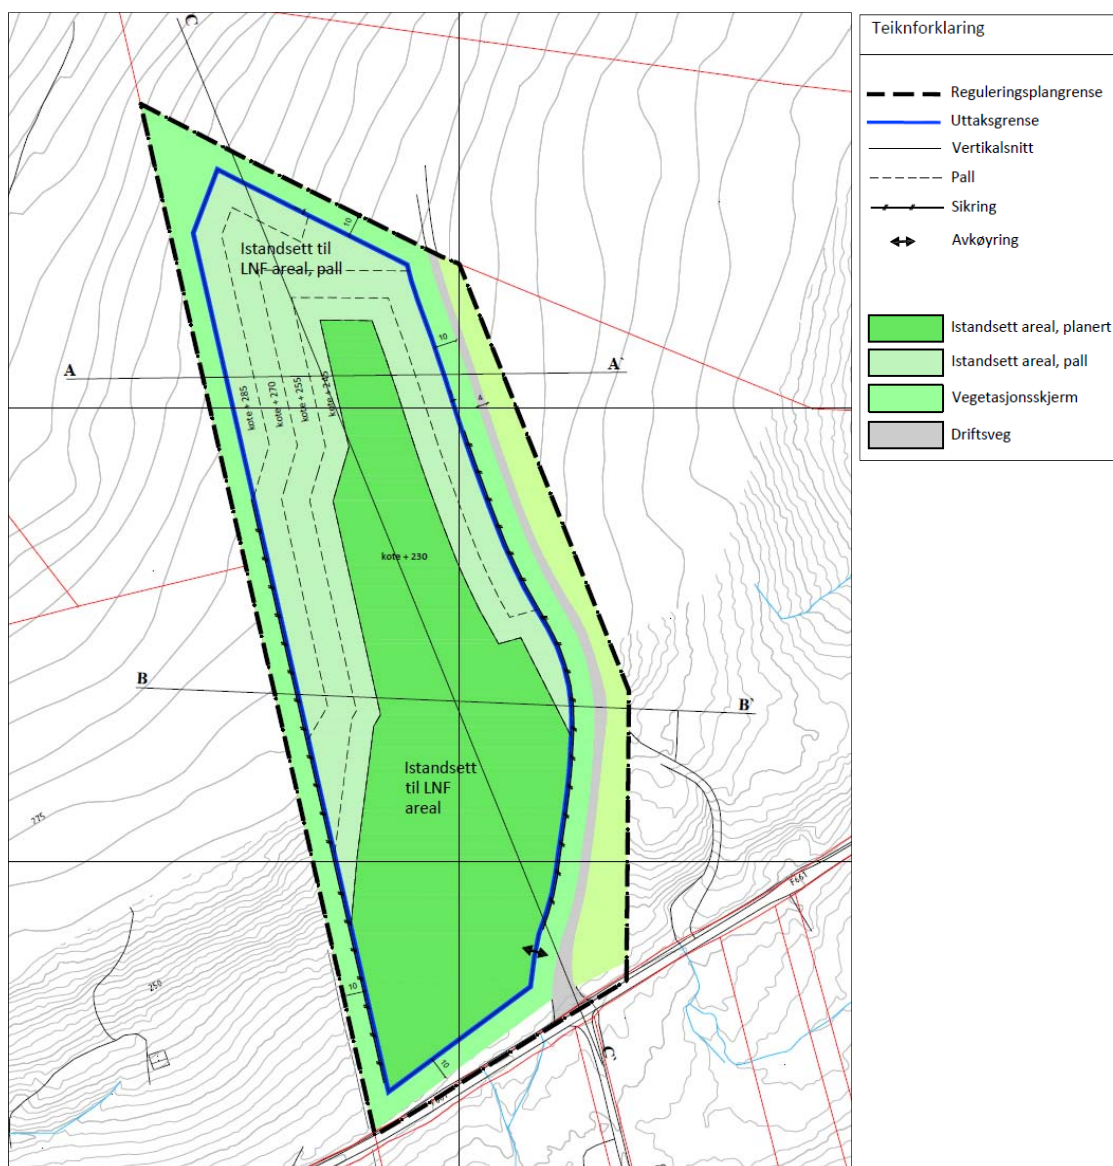 C
Teiknforklaring
Reguleringsplangrense
Uttaksgrense
Vertikalsnitt
Pall
Sikring
Avkøyring
Istandsett areal, planert
Istandsett areal, pall
Vegetasjonsskjerm
Driftsveg
10
Istandsett til
LNF areal, pall
10
A
A`
kote + 285
kote + 270
kote + 255
kote + 245
4
kote + 230
B
B`
Istandsett
til LNF
areal
275
F661
250
10
10
C`